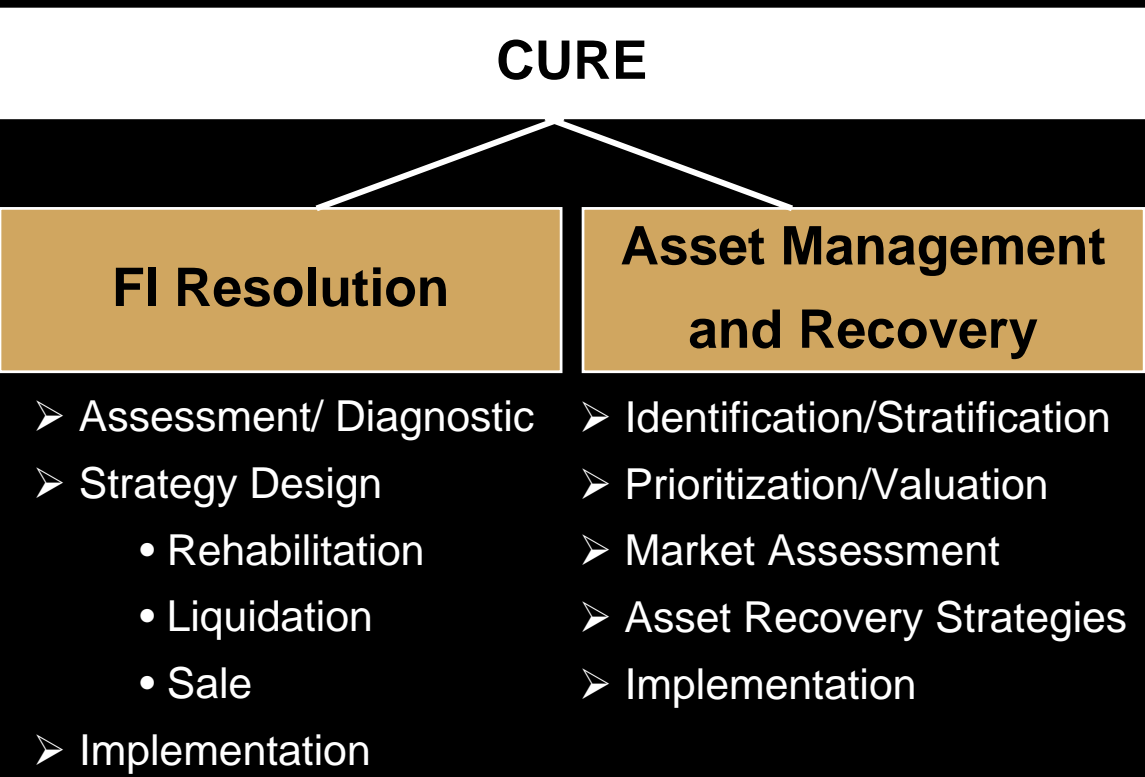 CURE
FI Resolution
➢ Assessment/ Diagnostic
➢ Strategy Design
• Rehabilitation
• Liquidation
• Sale
➢ Implementation
Asset Management
and Recovery
➢ Identification/Stratification
➢ Prioritization/Valuation
➢ Market Assessment
➢ Asset Recovery Strategies
➢ Implementation